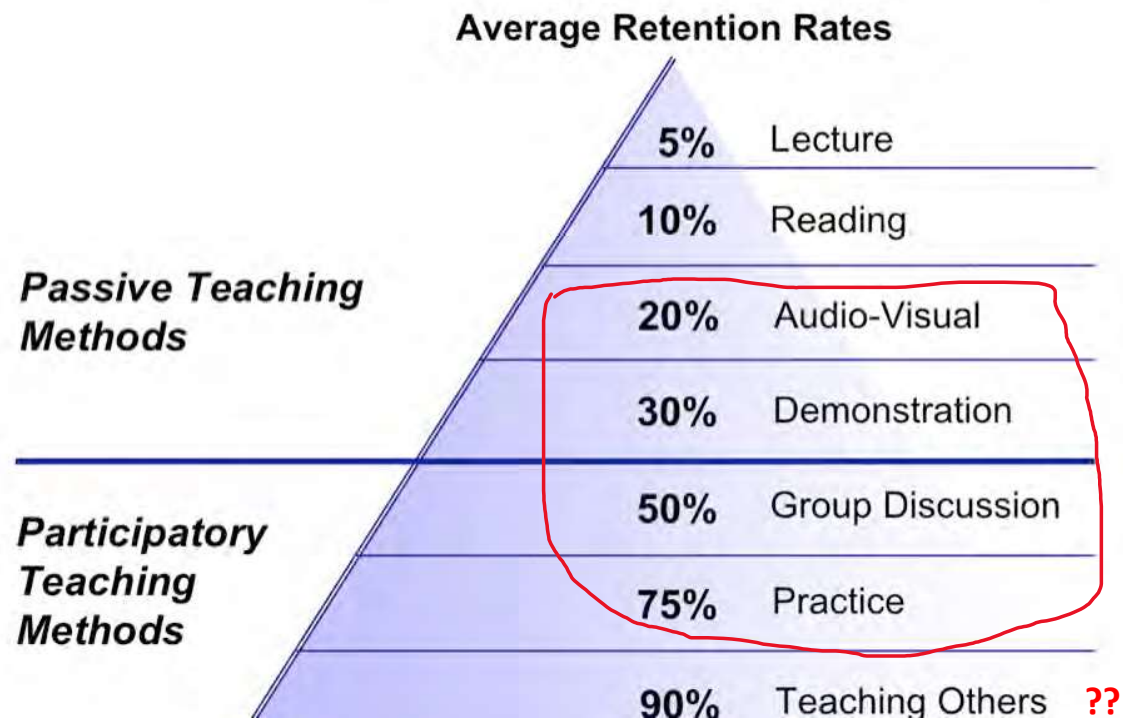 Average Retention Rates
5% Lecture
10% Reading
Passive Teaching
Methods
20% Audio-Visual
30% Demonstration
Participatory
Teaching
Methods
50% Group Discussion
75% Practice
90% Teaching Others ??